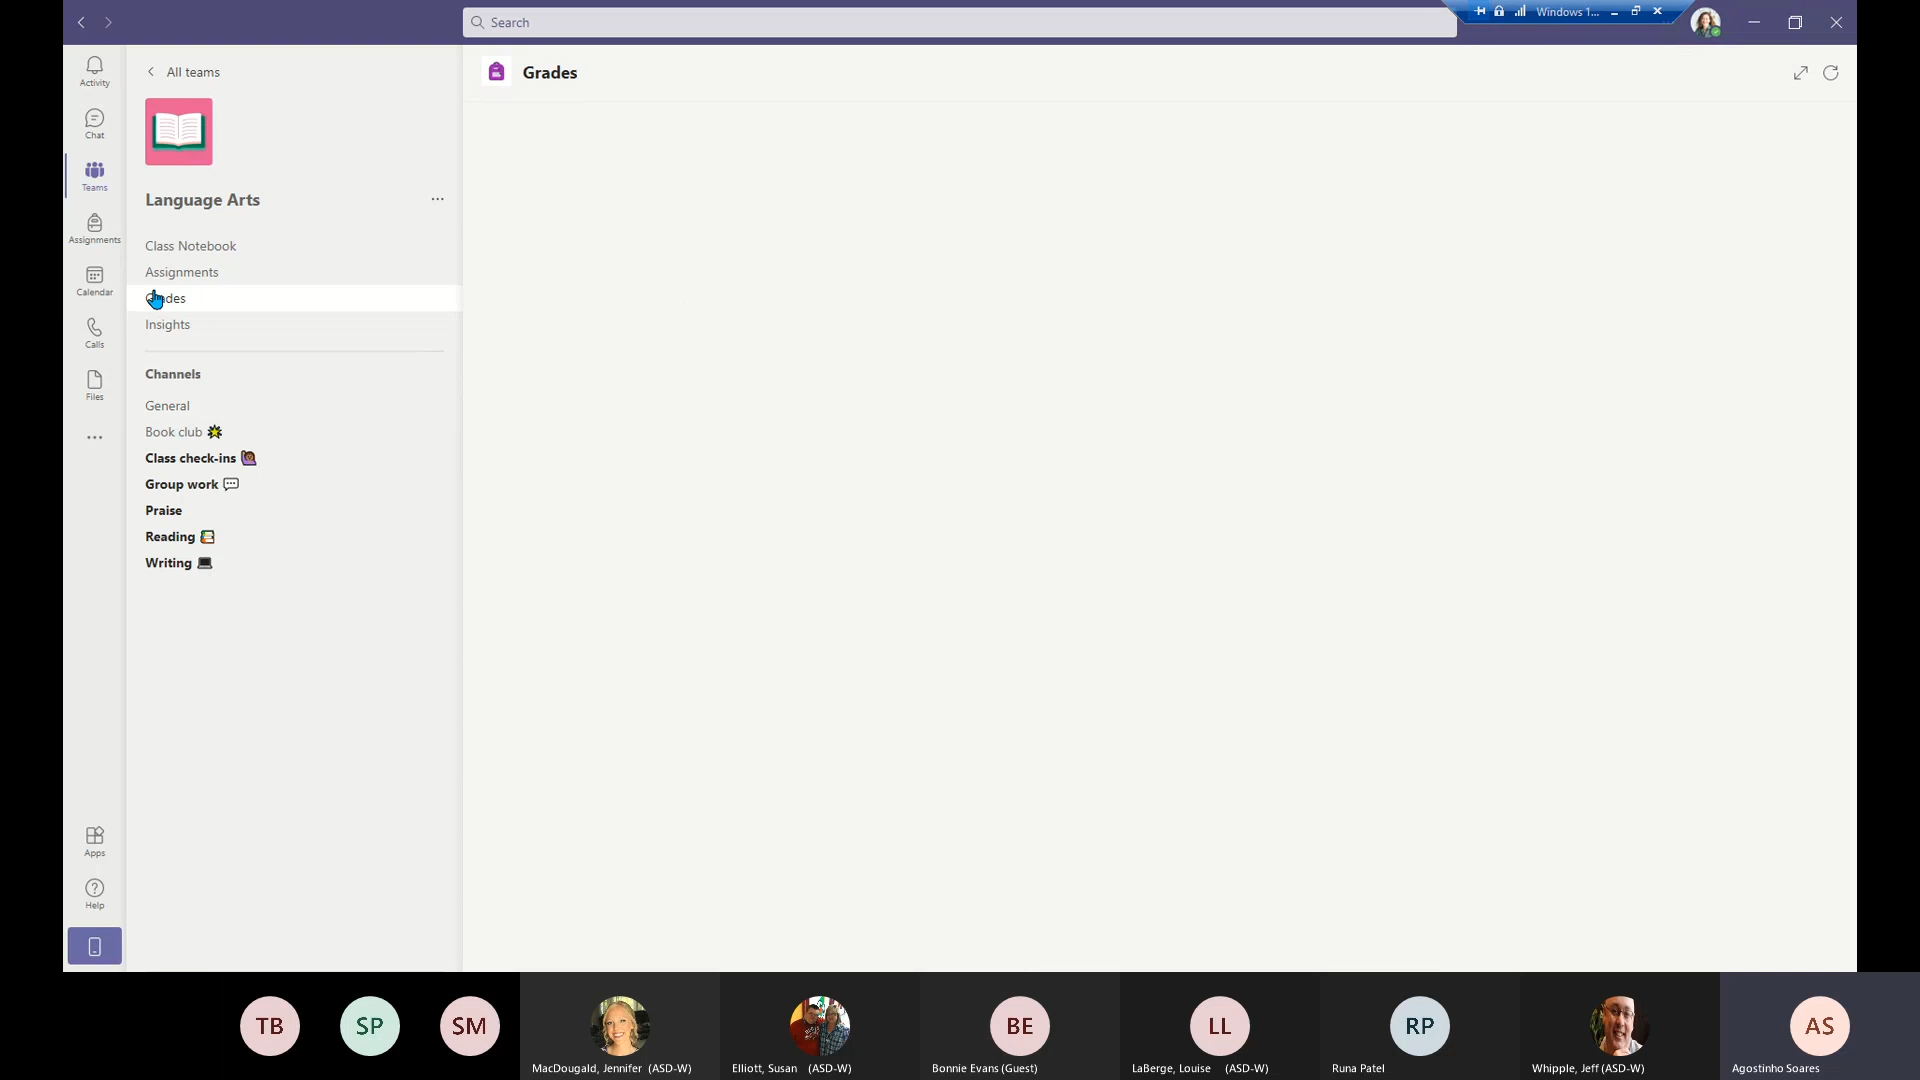 Search
Windows 1...
Activity
Chat
Teams
Assignments
Calendar
Calls
Files
Apps
Help
All teams
Language Arts
Class Notebook
Assignments
Grades
Insights
Channels
General
Book club
Class check-ins
Group work
Praise
Reading
Writing
Grades
TB
SP
SM
BE
LL
RP
AS
MacDougald, Jennifer (ASD-W)
Elliott, Susan (ASD-W)
Bonnie Evans (Guest)
LaBerge, Louise (ASD-W)
Runa Patel
Whipple, Jeff (ASD-W)
Agostinho Soares